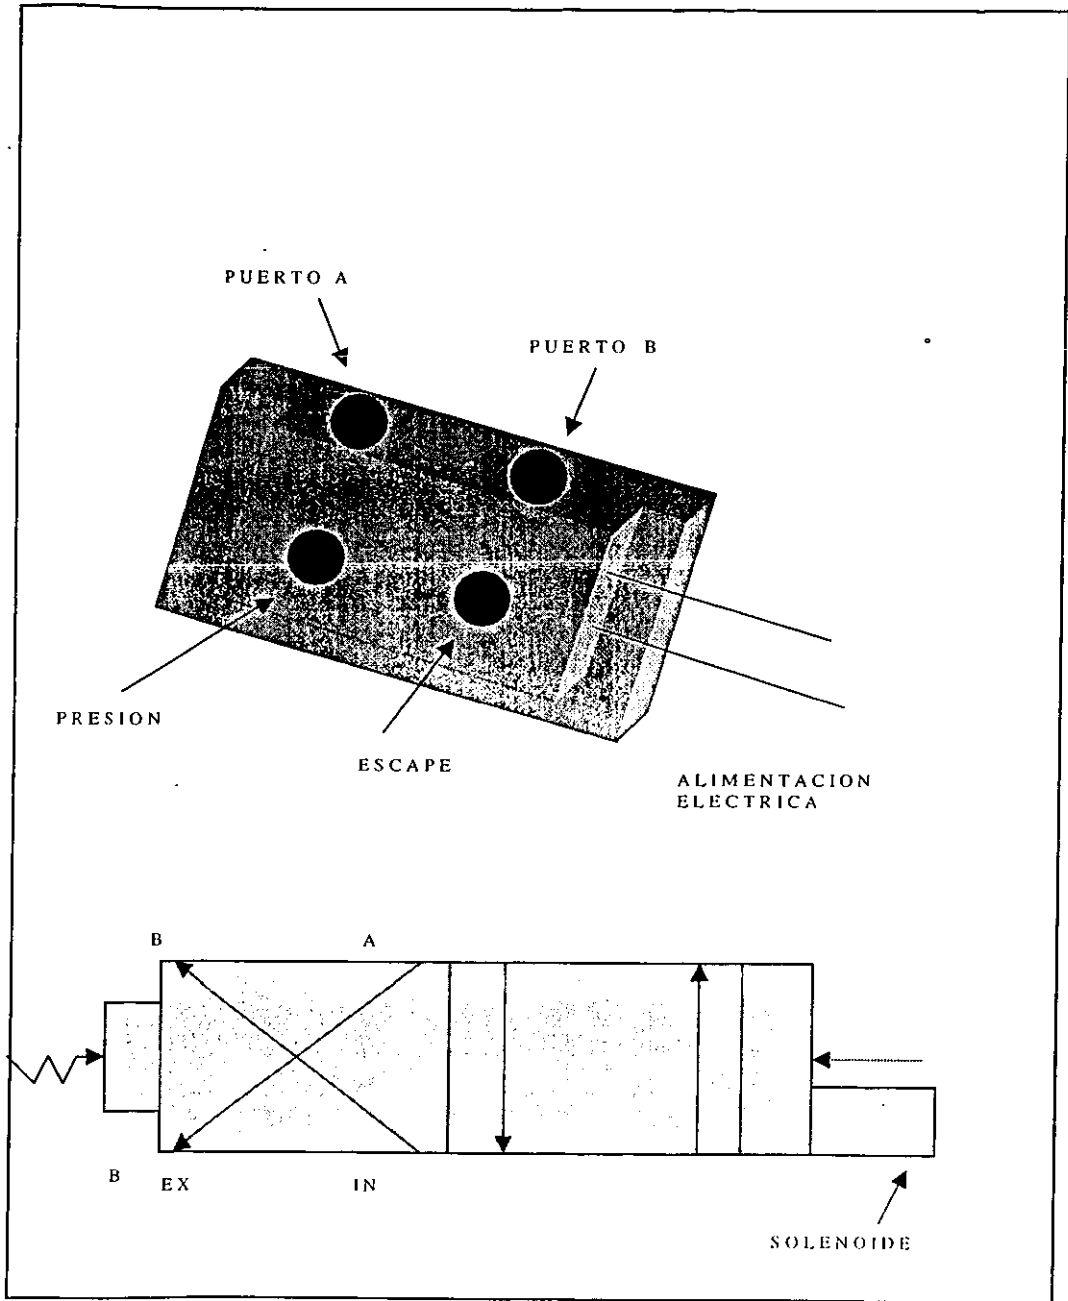 PUERTO A
PUERTO B
PRESION
ESCAPE
ALIMENTACION
ELECTRICA
B A
B EX IN
SOLENOIDE